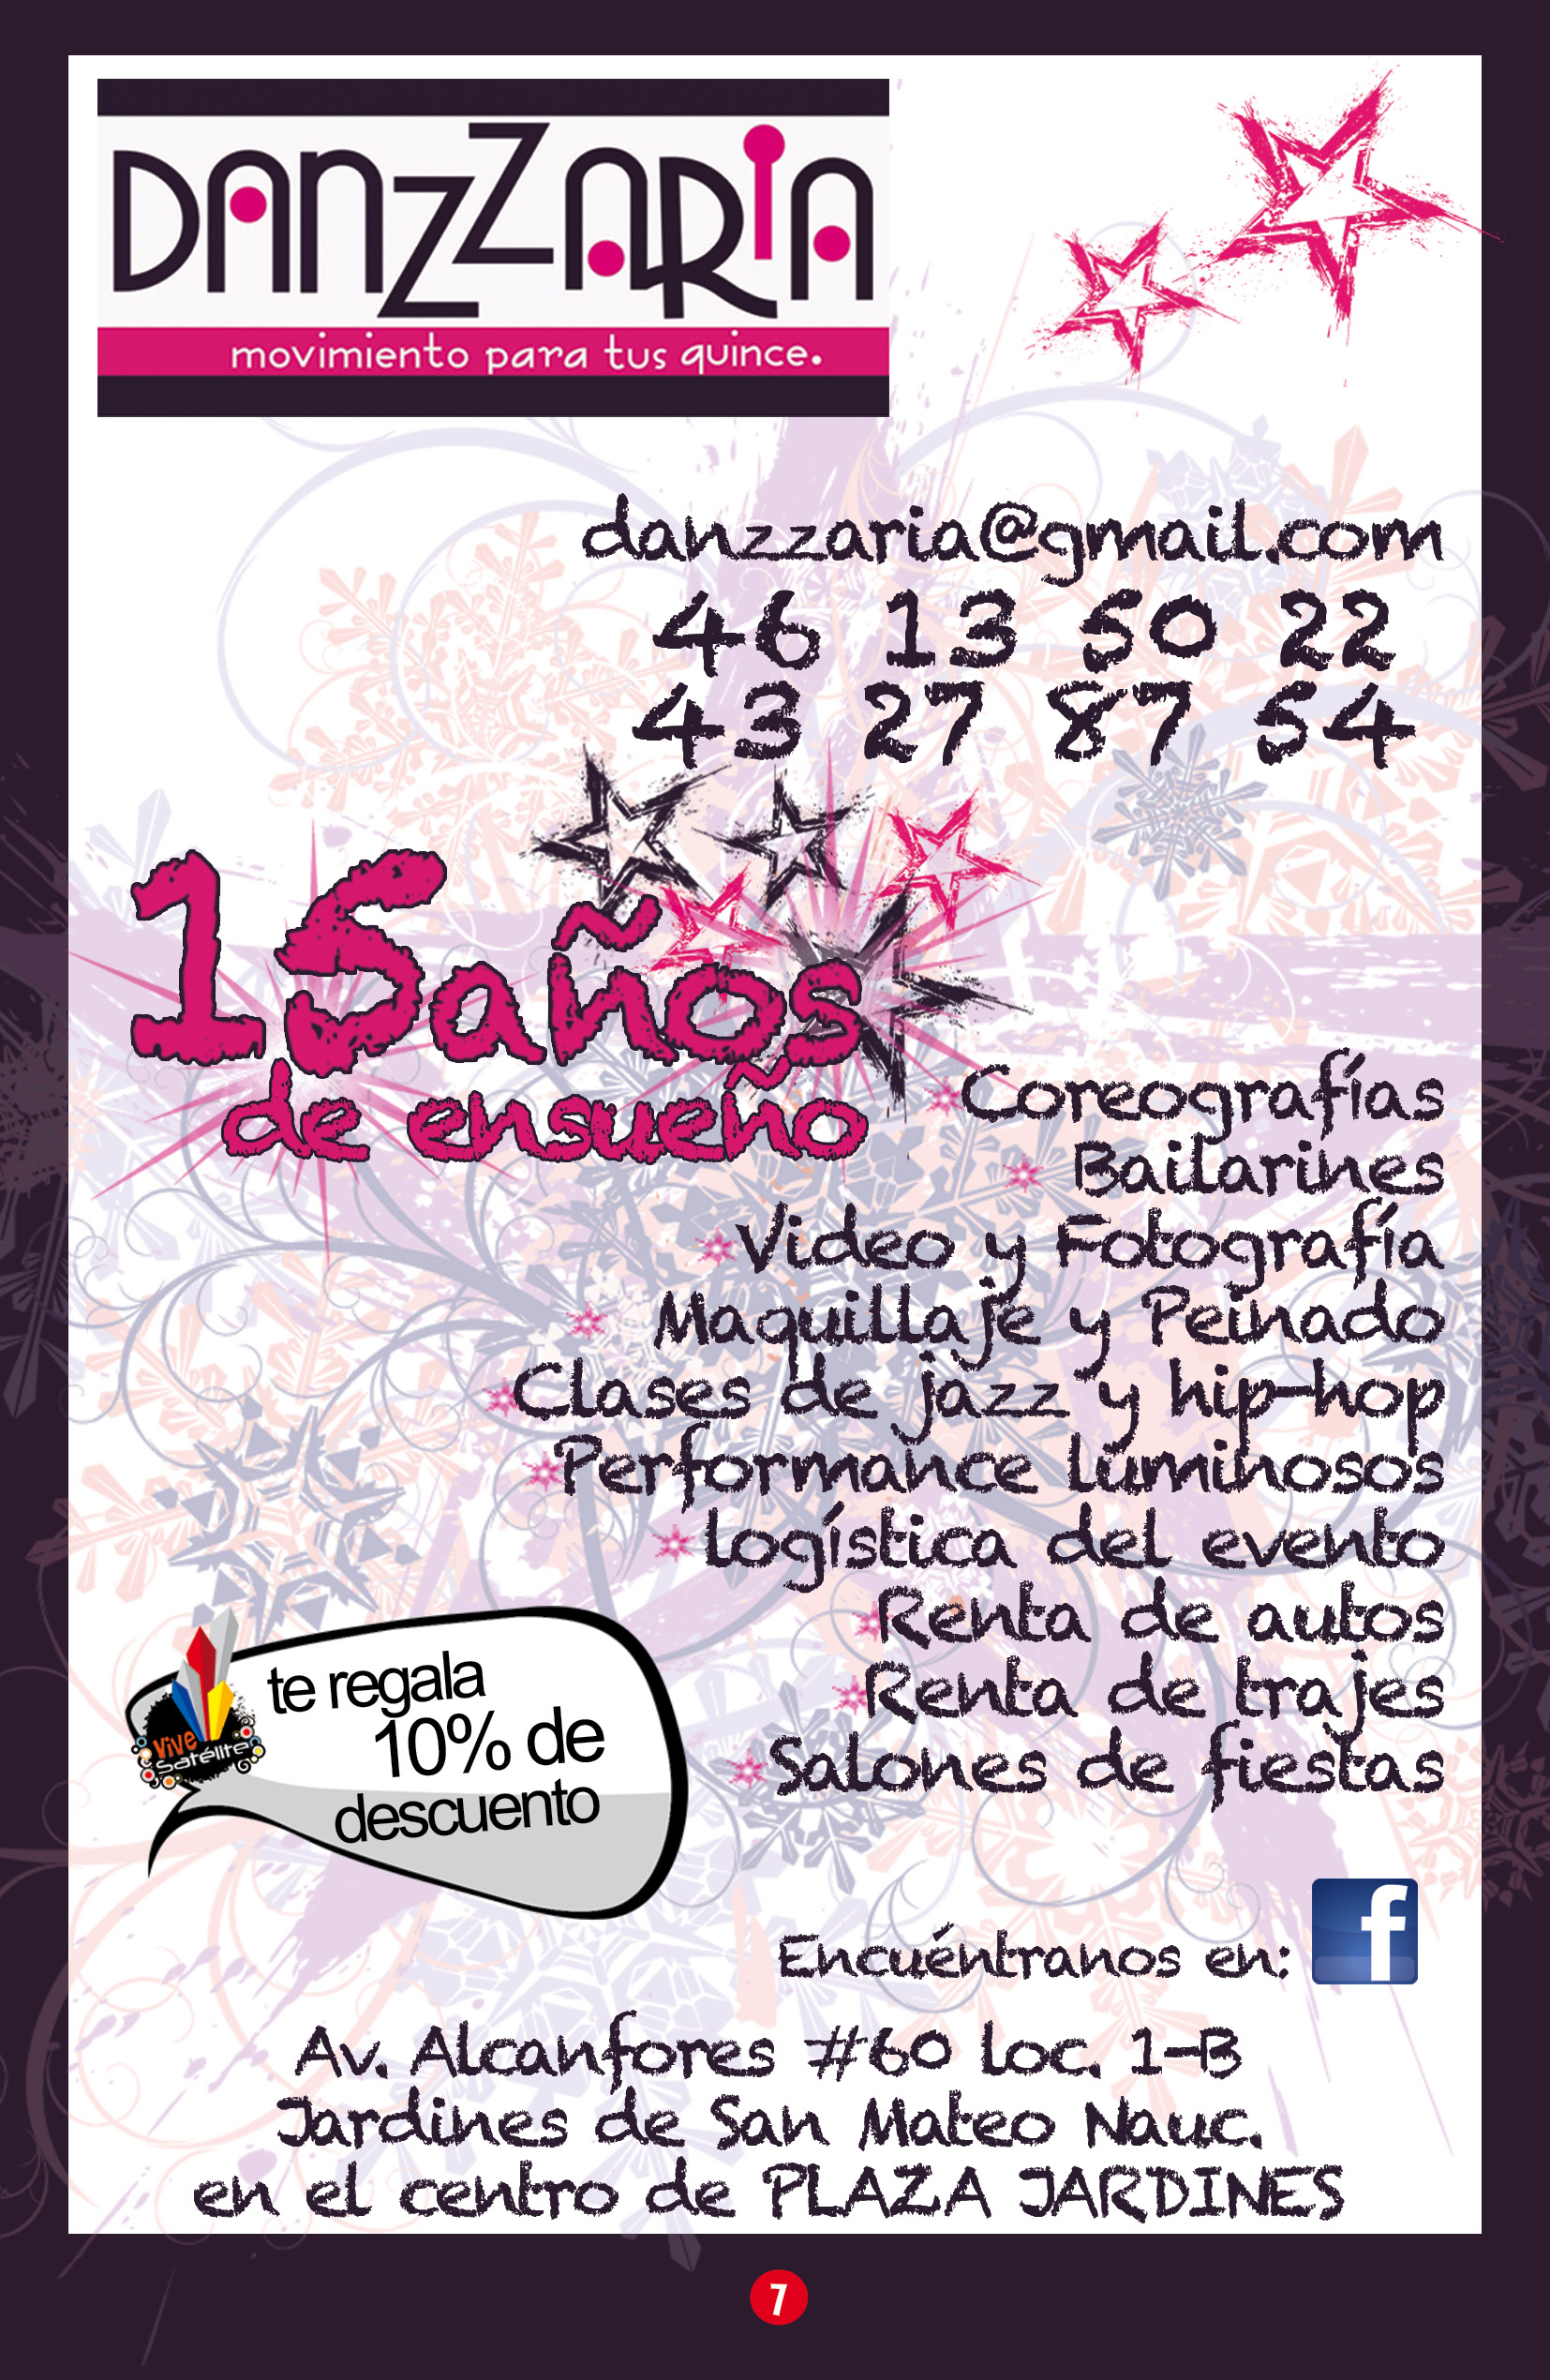 DANZZARIA
movimiento para tus quince.
danzzaria@gmail.com
46 13 50 22
43 27 87 54
15 años
de ensueño
Coreografías
Bailarines
Video y Fotografía
Maquillaje y Peinado
Clases de jazz y hip-hop
Performance luminosos
logística del evento
Renta de autos
Renta de trajes
Salones de fiestas
Vive
satélite
te regala
10% de
descuento
Encuéntranos en: f
Av. Alcanfores #60 loc. 1-B
Jardines de San Mateo Nauc.
en el centro de PLAZA JARDINES
7